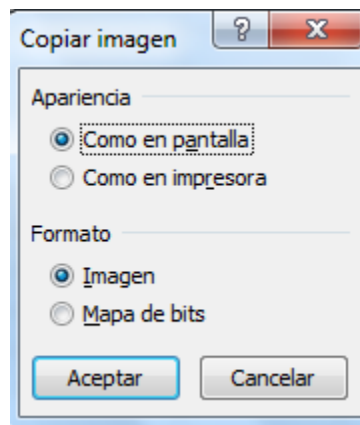 Copiar imagen
Apariencia
Como en pantalla
Como en impresora
Formato
Imagen
Mapa de bits
Aceptar Cancelar